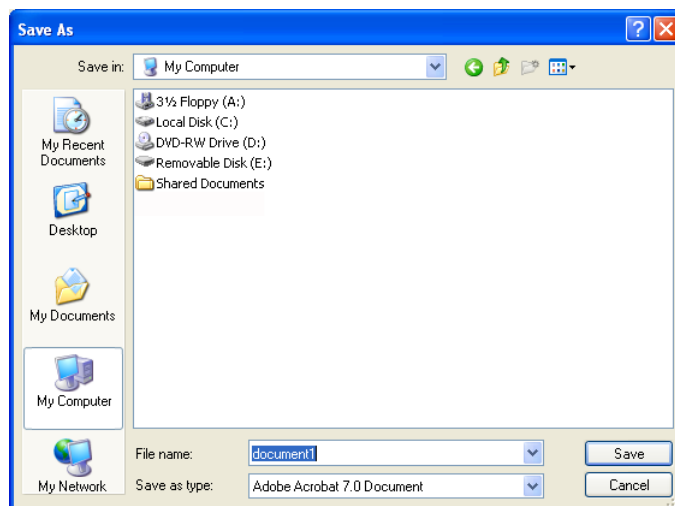 Save As
Save in:
My Computer
3½ Floppy (A:)
Local Disk (C:)
DVD-RW Drive (D:)
Removable Disk (E:)
Shared Documents
My Recent
Documents
Desktop
My Documents
My Computer
My Network
File name:
document1
Save
Save as type:
Adobe Acrobat 7.0 Document
Cancel